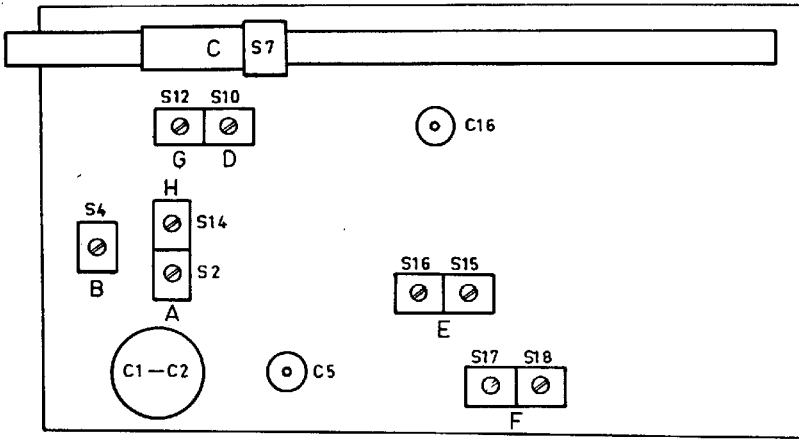 C S7
S12 S10
C16
G D
H
S4
S14
S2
B
A
S16 S15
E
C1—C2
C5
S17 S18
F